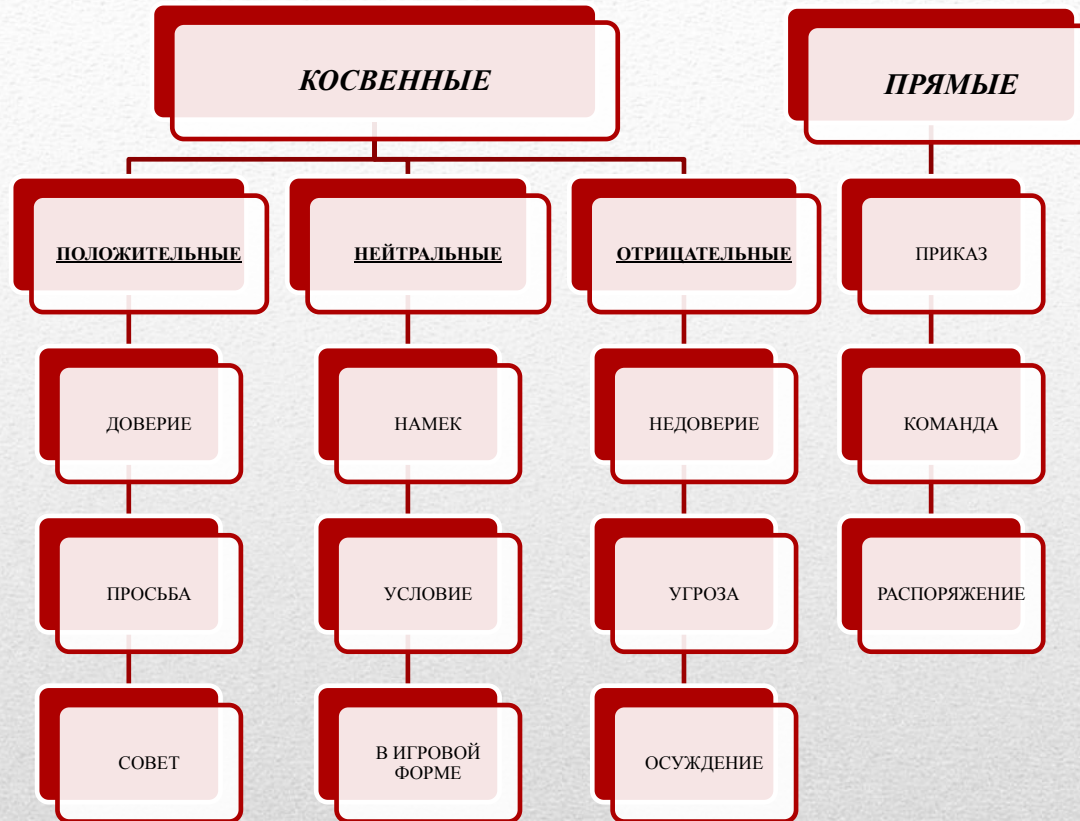 КОСВЕННЫЕ
ПРЯМЫЕ
ПОЛОЖИТЕЛЬНЫЕ
НЕЙТРАЛЬНЫЕ
ОТРИЦАТЕЛЬНЫЕ
ПРИКАЗ
ДОВЕРИЕ
НАМЕК
НЕДОВЕРИЕ
КОМАНДА
ПРОСЬБА
УСЛОВИЕ
УГРОЗА
РАСПОРЯЖЕНИЕ
СОВЕТ
В ИГРОВОЙ
ФОРМЕ
ОСУЖДЕНИЕ